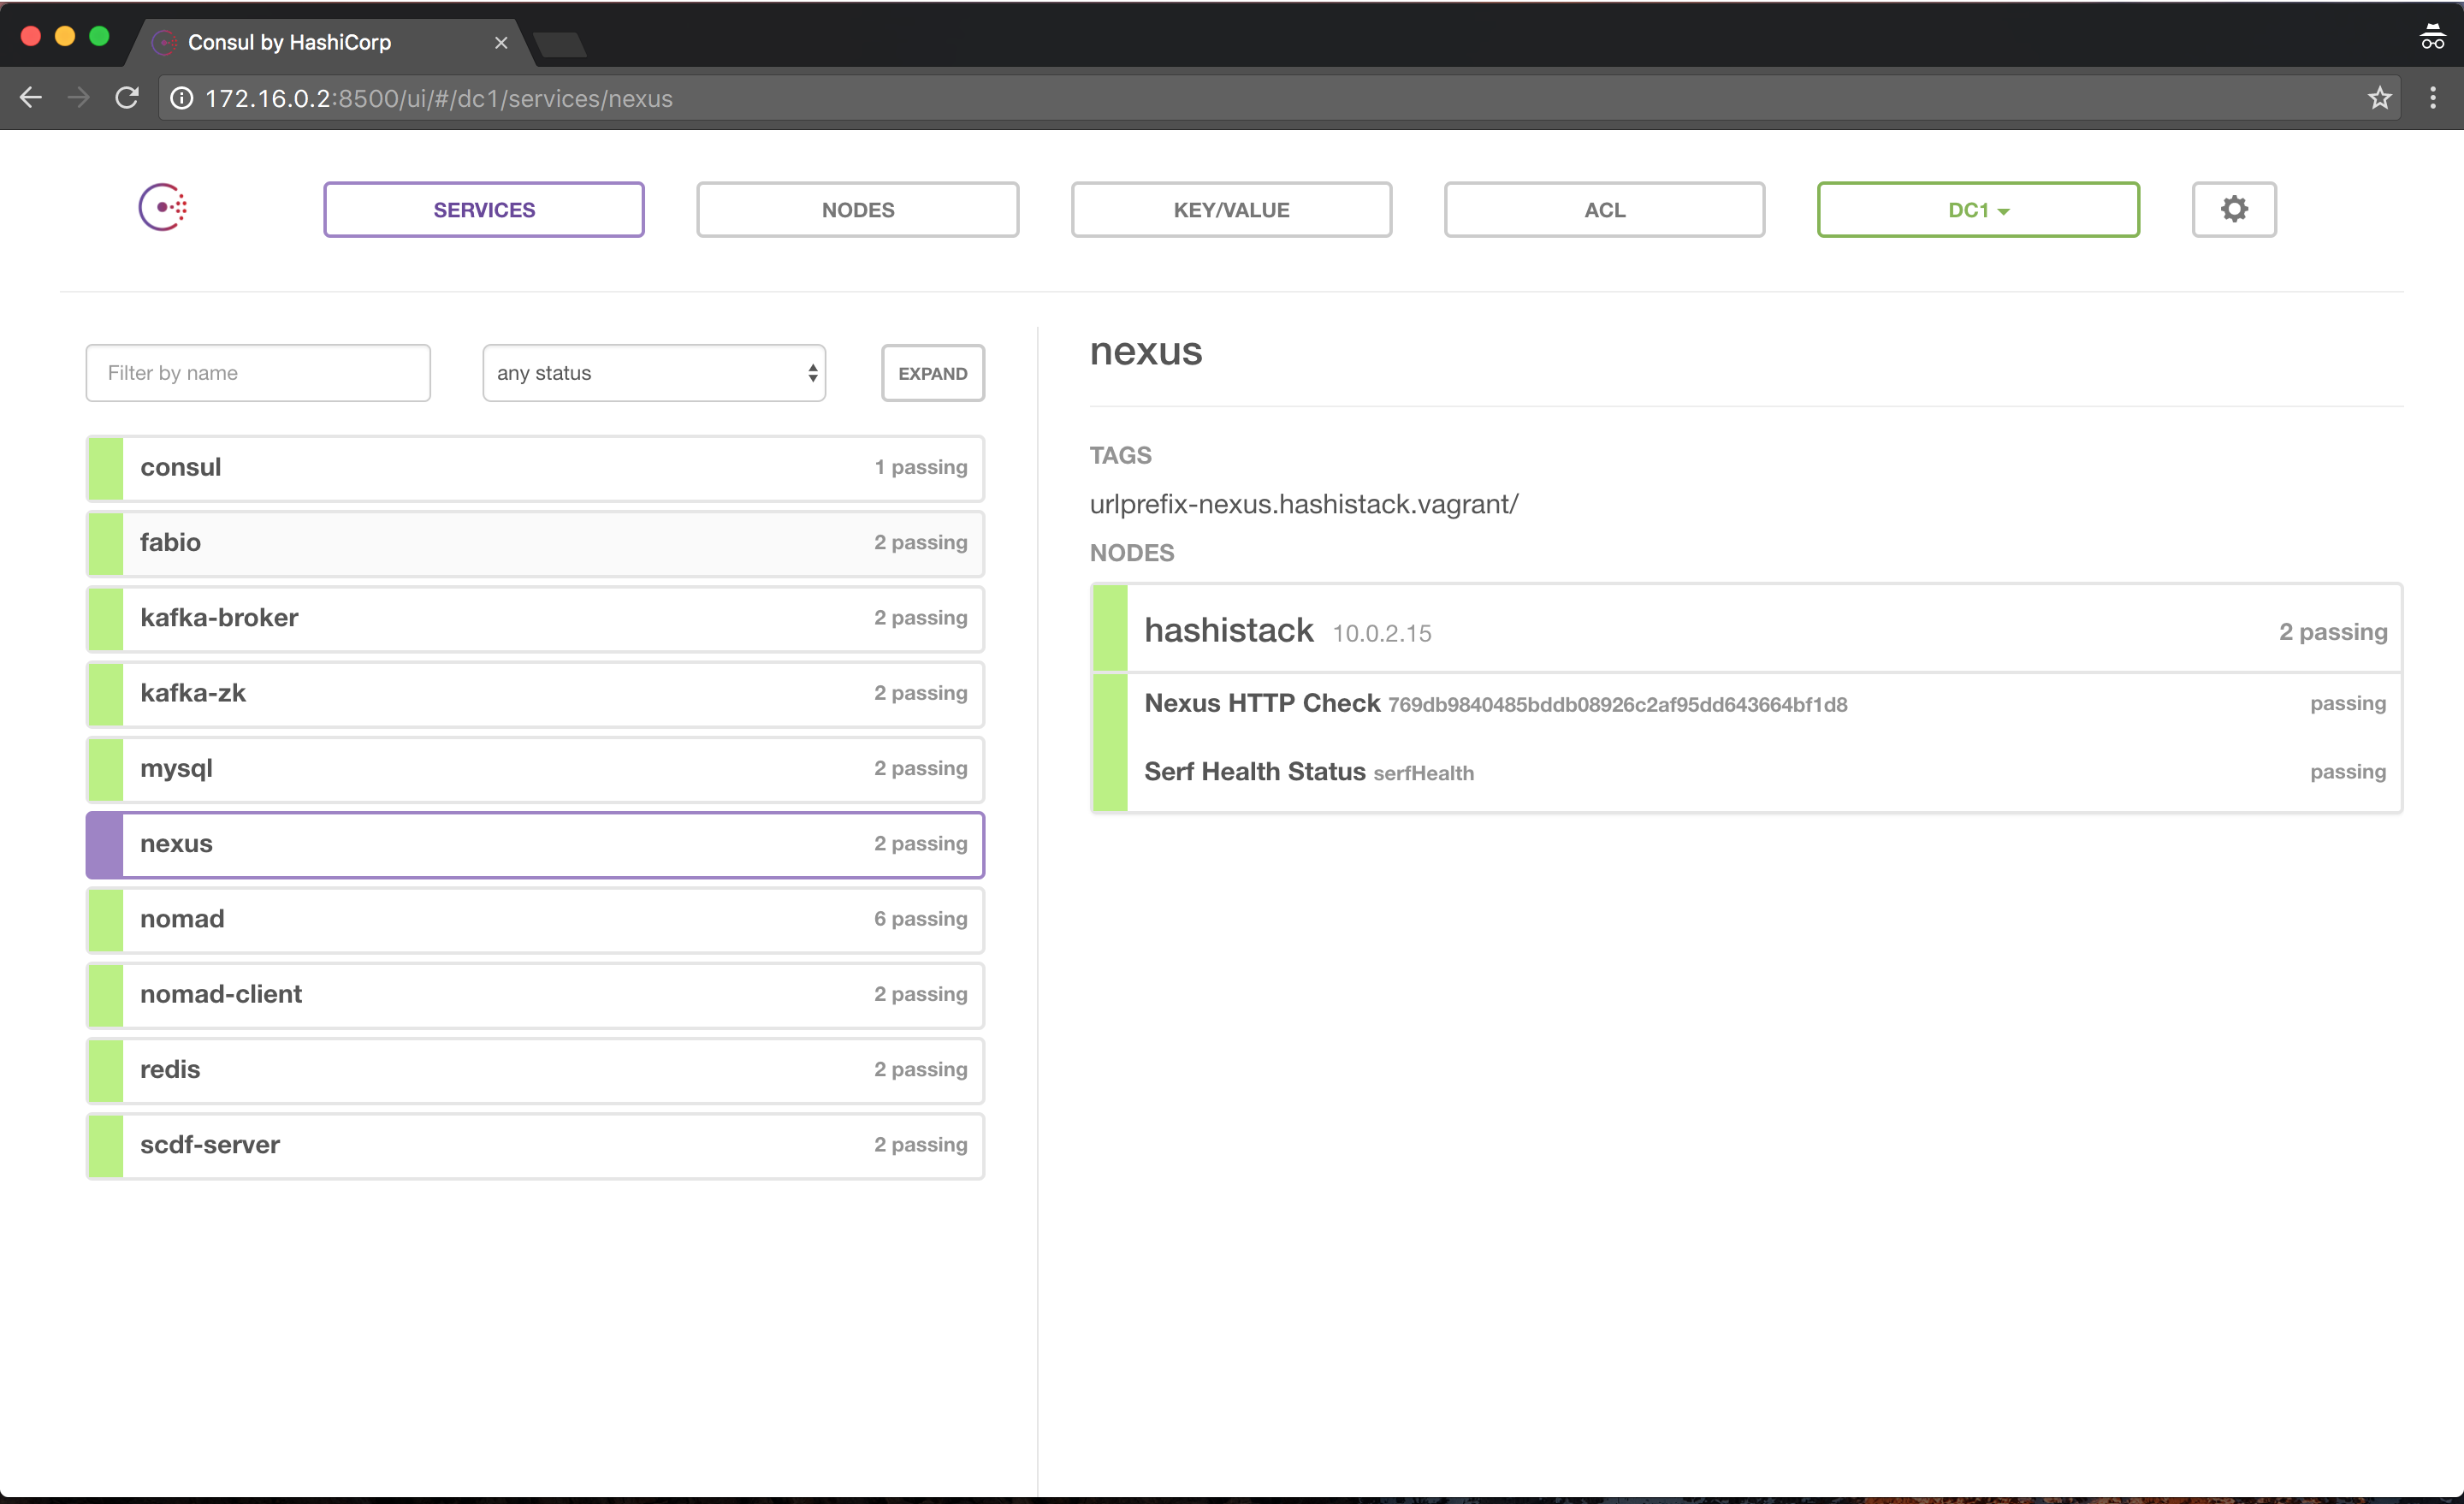 Consul by HashiCorp
172.16.0.2:8500/ui/#/dc1/services/nexus
SERVICES
NODES
KEY/VALUE
ACL
DC1
Filter by name
any status
EXPAND
consul 1 passing
fabio 2 passing
kafka-broker 2 passing
kafka-zk 2 passing
mysql 2 passing
nexus 2 passing
nomad 6 passing
nomad-client 2 passing
redis 2 passing
scdf-server 2 passing
nexus
TAGS
urlprefix-nexus.hashistack.vagrant/
NODES
hashistack 10.0.2.15 2 passing
Nexus HTTP Check 769db9840485bddb08926c2af95dd643664bf1d8 passing
Serf Health Status serfHealth passing